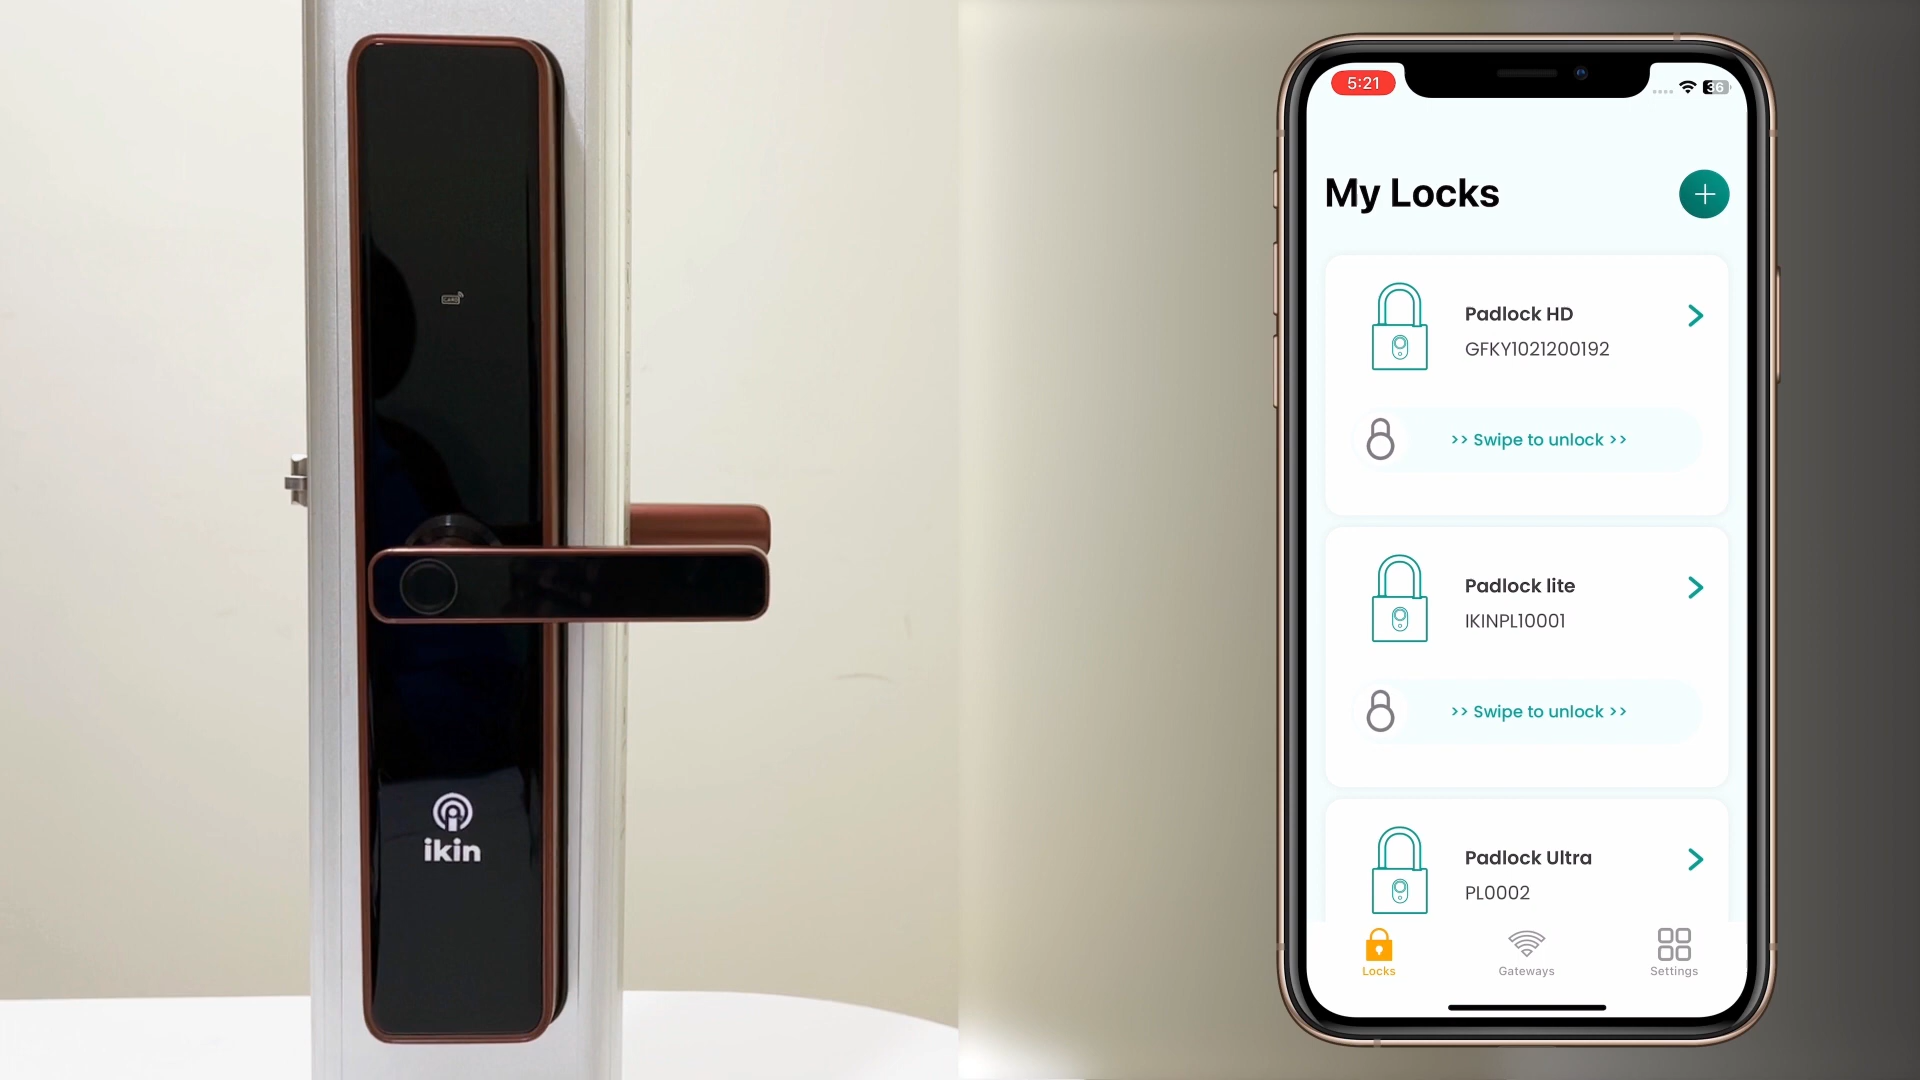 ikin
5:21
36
My Locks
Padlock HD
GFKY1021200192
>> Swipe to unlock >>
Padlock lite
IKINPL10001
>> Swipe to unlock >>
Padlock Ultra
PL0002
Locks
Gateways
Settings